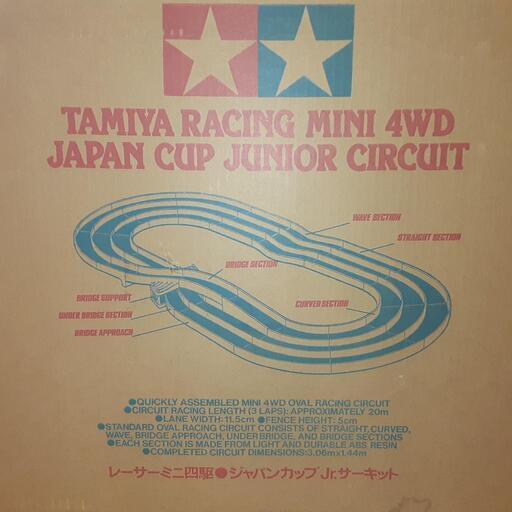 TAMIYA RACING MINI 4WD
JAPAN CUP JUNIOR CIRCUIT
WAVE SECTION
STRAIGHT SECTION
BRIDGE SECTION
BRIDGE SUPPORT
CURVED SECTION
UNDER BRIDGE SECTION
BRIDGE APPROACH
●QUICKLY ASSEMBLED MINI 4WD OVAL RACING CIRCUIT
●CIRCUIT RACING LENGTH (3 LAPS): APPROXIMATELY 20m
●LANE WIDTH: 11.5cm ●FENCE HEIGHT: 5cm
●STANDARD OVAL RACING CIRCUIT CONSISTS OF STRAIGHT, CURVED,
WAVE, BRIDGE APPROACH, UNDER BRIDGE, AND BRIDGE SECTIONS
●EACH SECTION IS MADE FROM LIGHT AND DURABLE ABS RESIN
●COMPLETED CIRCUIT DIMENSIONS: 3.06m×1.44m
レーサーミニ四駆●ジャパンカップJr.サーキット